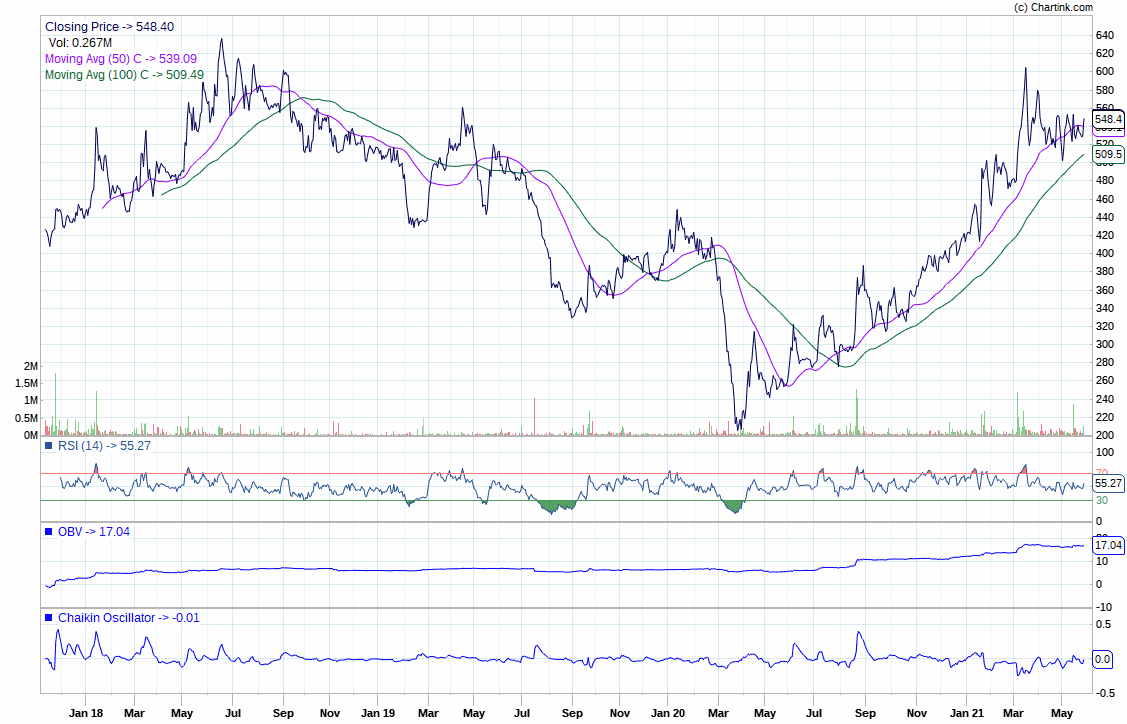 (c) Chartink.com
Closing Price -> 548.40
Vol: 0.267M
Moving Avg (50) C -> 539.09
Moving Avg (100) C -> 509.49
640
620
600
580
560
548.4
520
509.5
480
460
440
420
400
380
360
340
320
300
280
260
240
220
200
2M
1.5M
1M
0.5M
0M
RSI (14) -> 55.27
100
70
55.27
30
0
OBV -> 17.04
20
17.04
10
0
-10
Chaikin Oscillator -> -0.01
0.5
0.0
-0.5
Jan 18 Mar May Jul Sep Nov Jan 19 Mar May Jul Sep Nov Jan 20 Mar May Jul Sep Nov Jan 21 Mar May